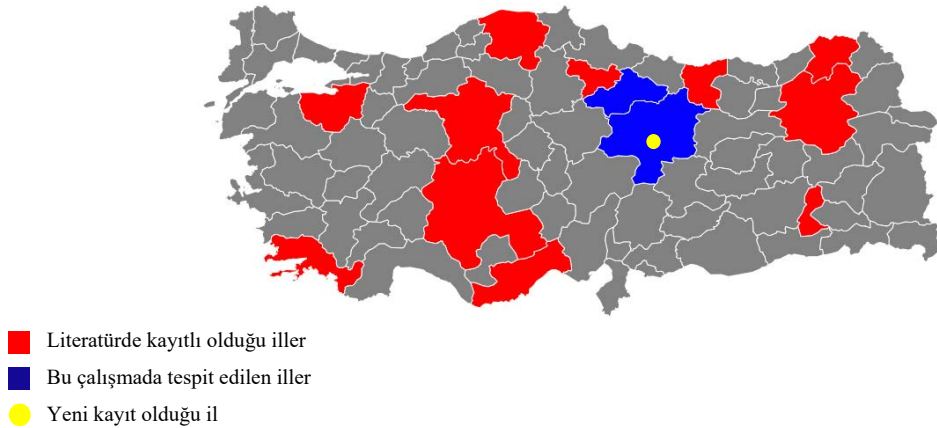 Literatürde kayıtlı olduğu iller
Bu çalışmada tespit edilen iller
Yeni kayıt olduğu il